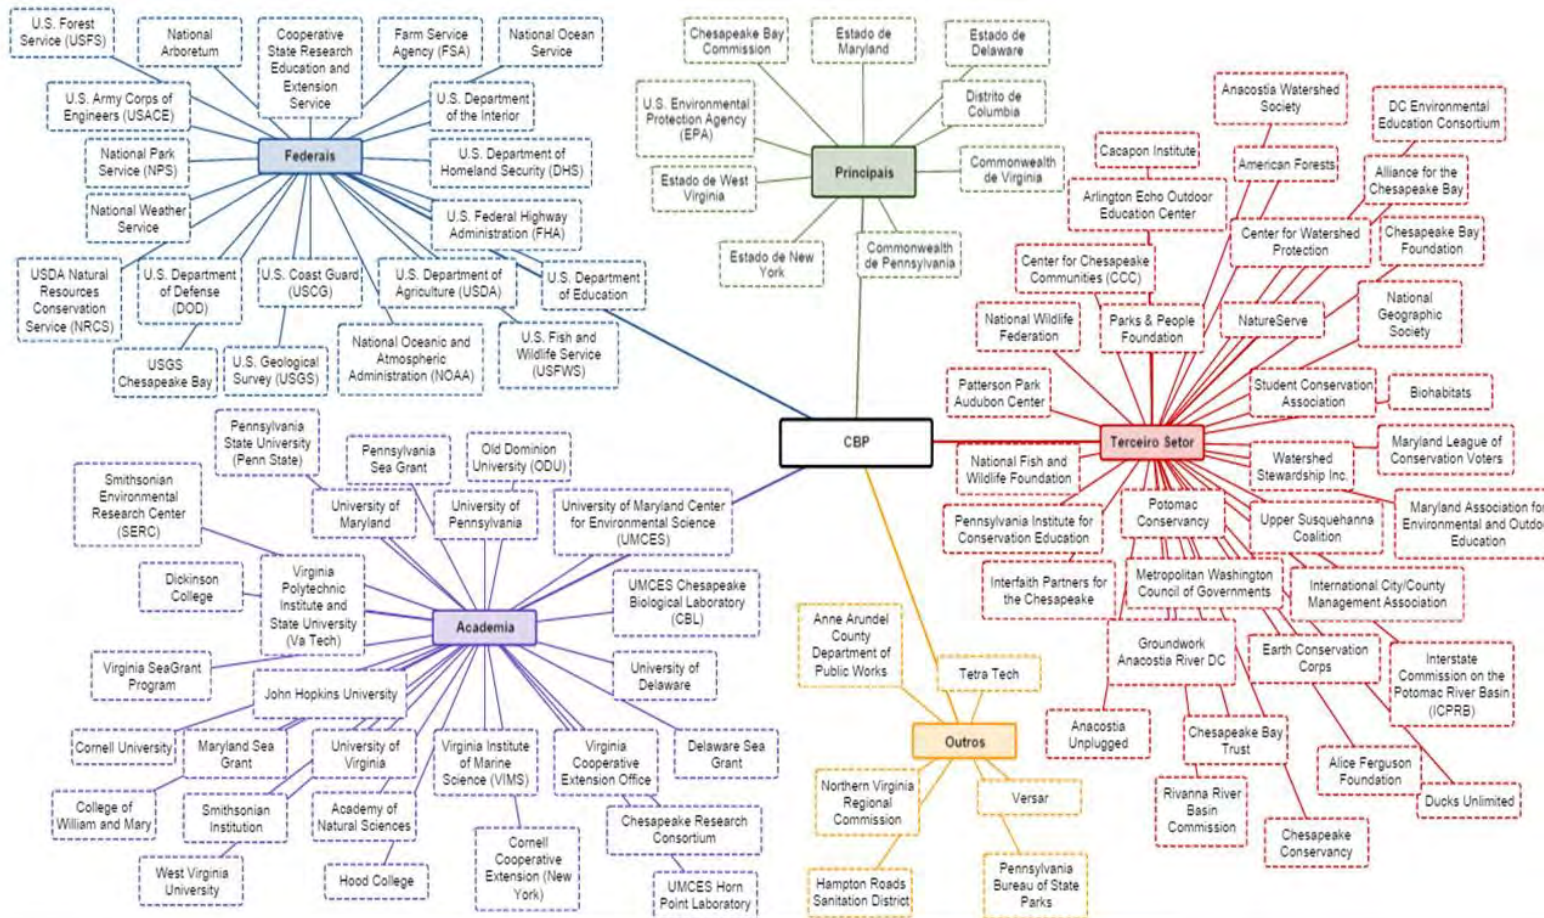 U.S. Forest
Service (USFS)
National
Arboretum
Cooperative
State Research
Education and
Extension
Service
Farm Service
Agency (FSA)
National Ocean
Service
U.S. Army Corps of
Engineers (USACE)
U.S. Department
of the Interior
National Park
Service (NPS)
Federais
U.S. Department of
Homeland Security (DHS)
National Weather
Service
U.S. Federal Highway
Administration (FHA)
USDA Natural
Resources
Conservation
Service (NRCS)
U.S. Department
of Defense
(DOD)
U.S. Coast Guard
(USCG)
U.S. Department of
Agriculture (USDA)
U.S. Department
of Education
USGS
Chesapeake Bay
U.S. Geological
Survey (USGS)
National Oceanic and
Atmospheric
Administration (NOAA)
U.S. Fish and
Wildlife Service
(USFWS)
Chesapeake Bay
Commission
Estado de
Maryland
Estado de
Delaware
U.S. Environmental
Protection Agency
(EPA)
Distrito de
Columbia
Principais
Estado de West
Virginia
Commonwealth
de Virginia
Estado de New
York
Commonwealth
de Pennsylvania
CBP
Anacostia Watershed
Society
DC Environmental
Education Consortium
Cacapon Institute
American Forests
Alliance for the
Chesapeake Bay
Arlington Echo Outdoor
Education Center
Center for Watershed
Protection
Chesapeake Bay
Foundation
Center for Chesapeake
Communities (CCC)
National Wildlife
Federation
Parks & People
Foundation
NatureServe
National
Geographic
Society
Patterson Park
Audubon Center
Student Conservation
Association
Biohabitats
Terceiro Setor
National Fish and
Wildlife Foundation
Watershed
Stewardship Inc.
Maryland League of
Conservation Voters
Pennsylvania Institute for
Conservation Education
Potomac
Conservancy
Upper Susquehanna
Coalition
Maryland Association for
Environmental and Outdoo
Education
Interfaith Partners for
the Chesapeake
Metropolitan Washington
Council of Governments
International City/County
Management Association
Groundwork
Anacostia River DC
Earth Conservation
Corps
Interstate
Commission on the
Potomac River Basin
(ICPRB)
Anacostia
Unplugged
Chesapeake Bay
Trust
Alice Ferguson
Foundation
Rivanna River
Basin
Commission
Chesapeake
Conservancy
Ducks Unlimited
Pennsylvania
State University
(Penn State)
Pennsylvania
Sea Grant
Old Dominion
University (ODU)
Smithsonian
Environmental
Research Center
(SERC)
University of
Maryland
University of
Pennsylvania
University of Maryland Center
for Environmental Science
(UMCES)
Dickinson
College
Virginia
Polytechnic
Institute and
State University
(Va Tech)
Academia
UMCES Chesapeake
Biological Laboratory
(CBL)
Virginia SeaGrant
Program
John Hopkins University
University of
Delaware
Cornell University
Maryland Sea
Grant
University of
Virginia
Virginia Institute
of Marine
Science (VIMS)
Virginia
Cooperative
Extension Office
Delaware Sea
Grant
College of
William and Mary
Smithsonian
Institution
Academy of
Natural Sciences
Chesapeake Research
Consortium
West Virginia
University
Hood College
Cornell
Cooperative
Extension (New
York)
UMCES Horn
Point Laboratory
Anne Arundel
County
Department of
Public Works
Tetra Tech
Outros
Northern Virginia
Regional
Commission
Versar
Hampton Roads
Sanitation District
Pennsylvania
Bureau of State
Parks